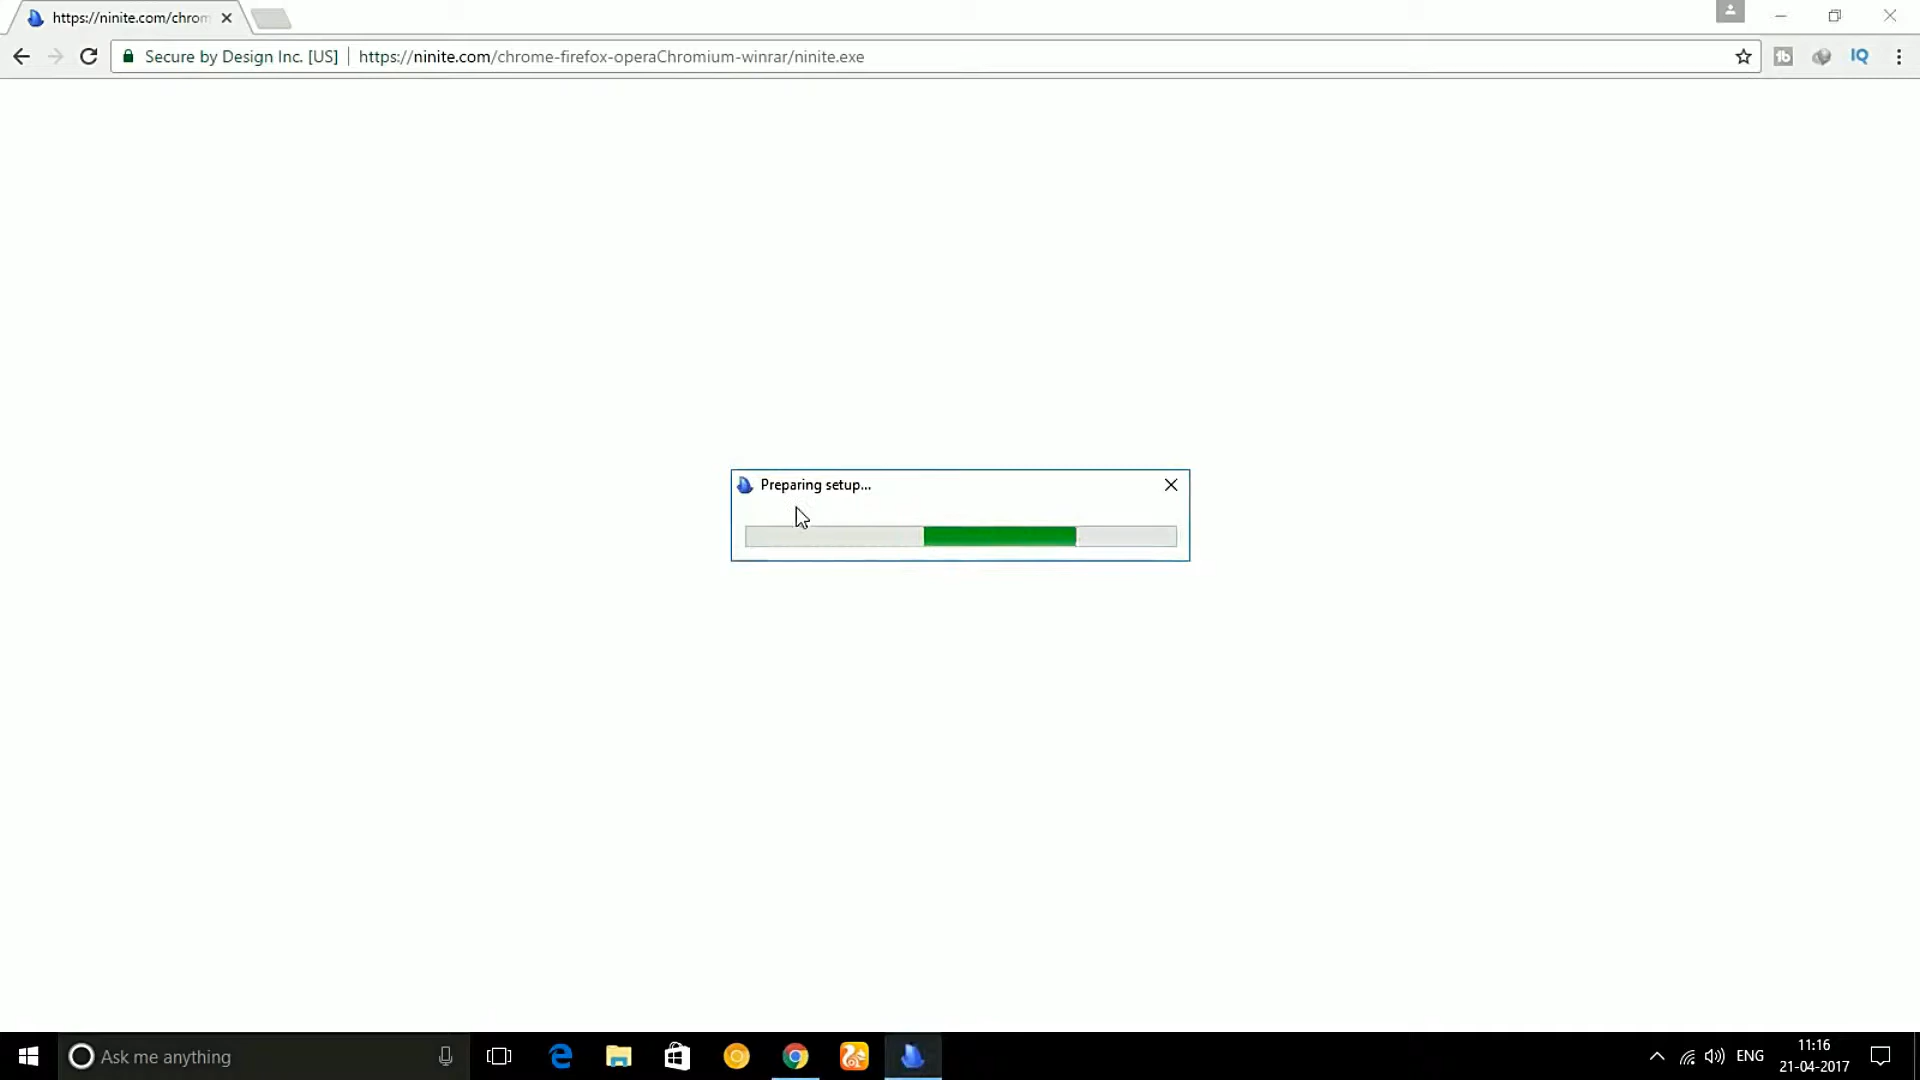 https://ninite.com/chrom
Secure by Design Inc. [US]
https://ninite.com/chrome-firefox-operaChromium-winrar/ninite.exe
IQ
Preparing setup...
Ask me anything
ENG
11:16
21-04-2017